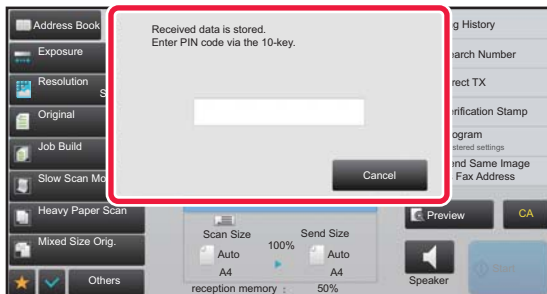 Address Book
Exposure
Resolution
S
Original
Job Build
Slow Scan Mo
Heavy Paper Scan
Mixed Size Orig.
Others
Received data is stored.
Enter PIN code via the 10-key.
Cancel
Scan Size
100%
Send Size
Auto
A4
Auto
A4
reception memory : 50%
g History
earch Number
rect TX
erification Stamp
ogram
stered settings
end Same Image
Fax Address
Preview
CA
Speaker
Start